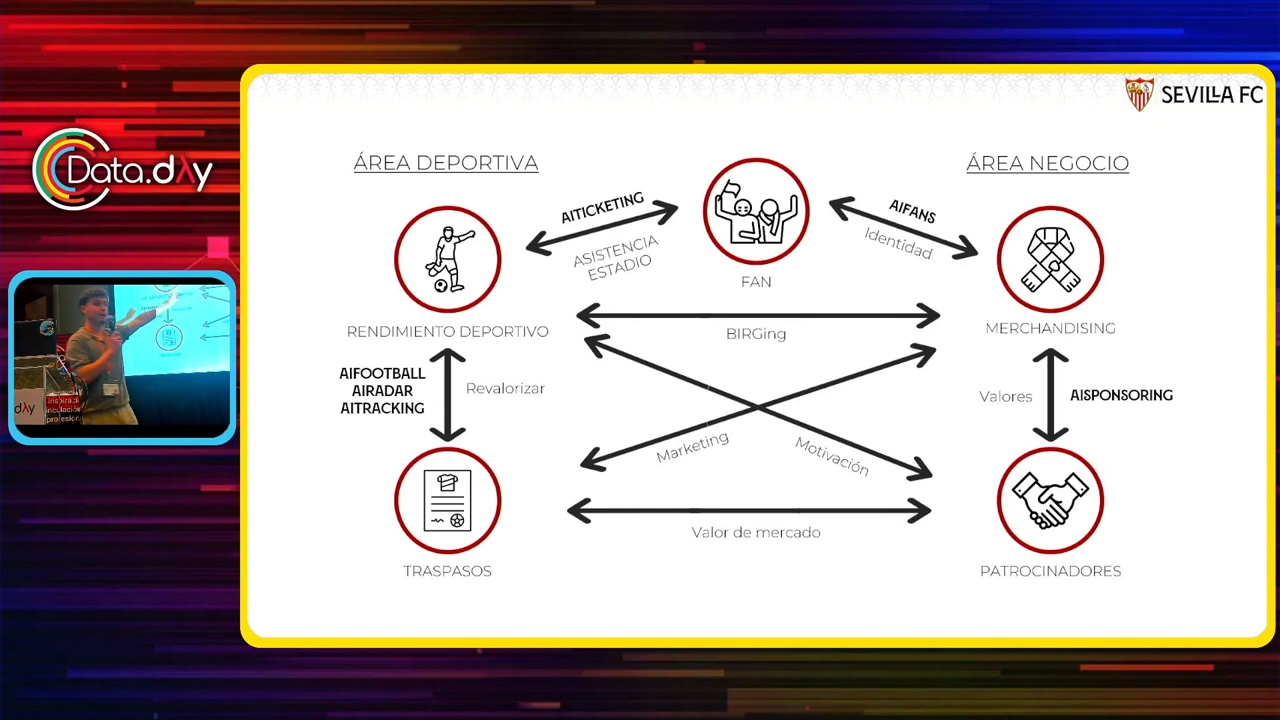 SEVILLA FC
Data.dAy
ÁREA DEPORTIVA
ÁREA NEGOCIO
AITICKETING
ASISTENCIA
ESTADIO
FAN
AIFANS
Identidad
RENDIMIENTO DEPORTIVO
MERCHANDISING
BIRGing
AIFOOTBALL
AIRADAR
AITRACKING
Revalorizar
Valores
AISPONSORING
Marketing
Motivación
Valor de mercado
TRASPASOS
PATROCINADORES